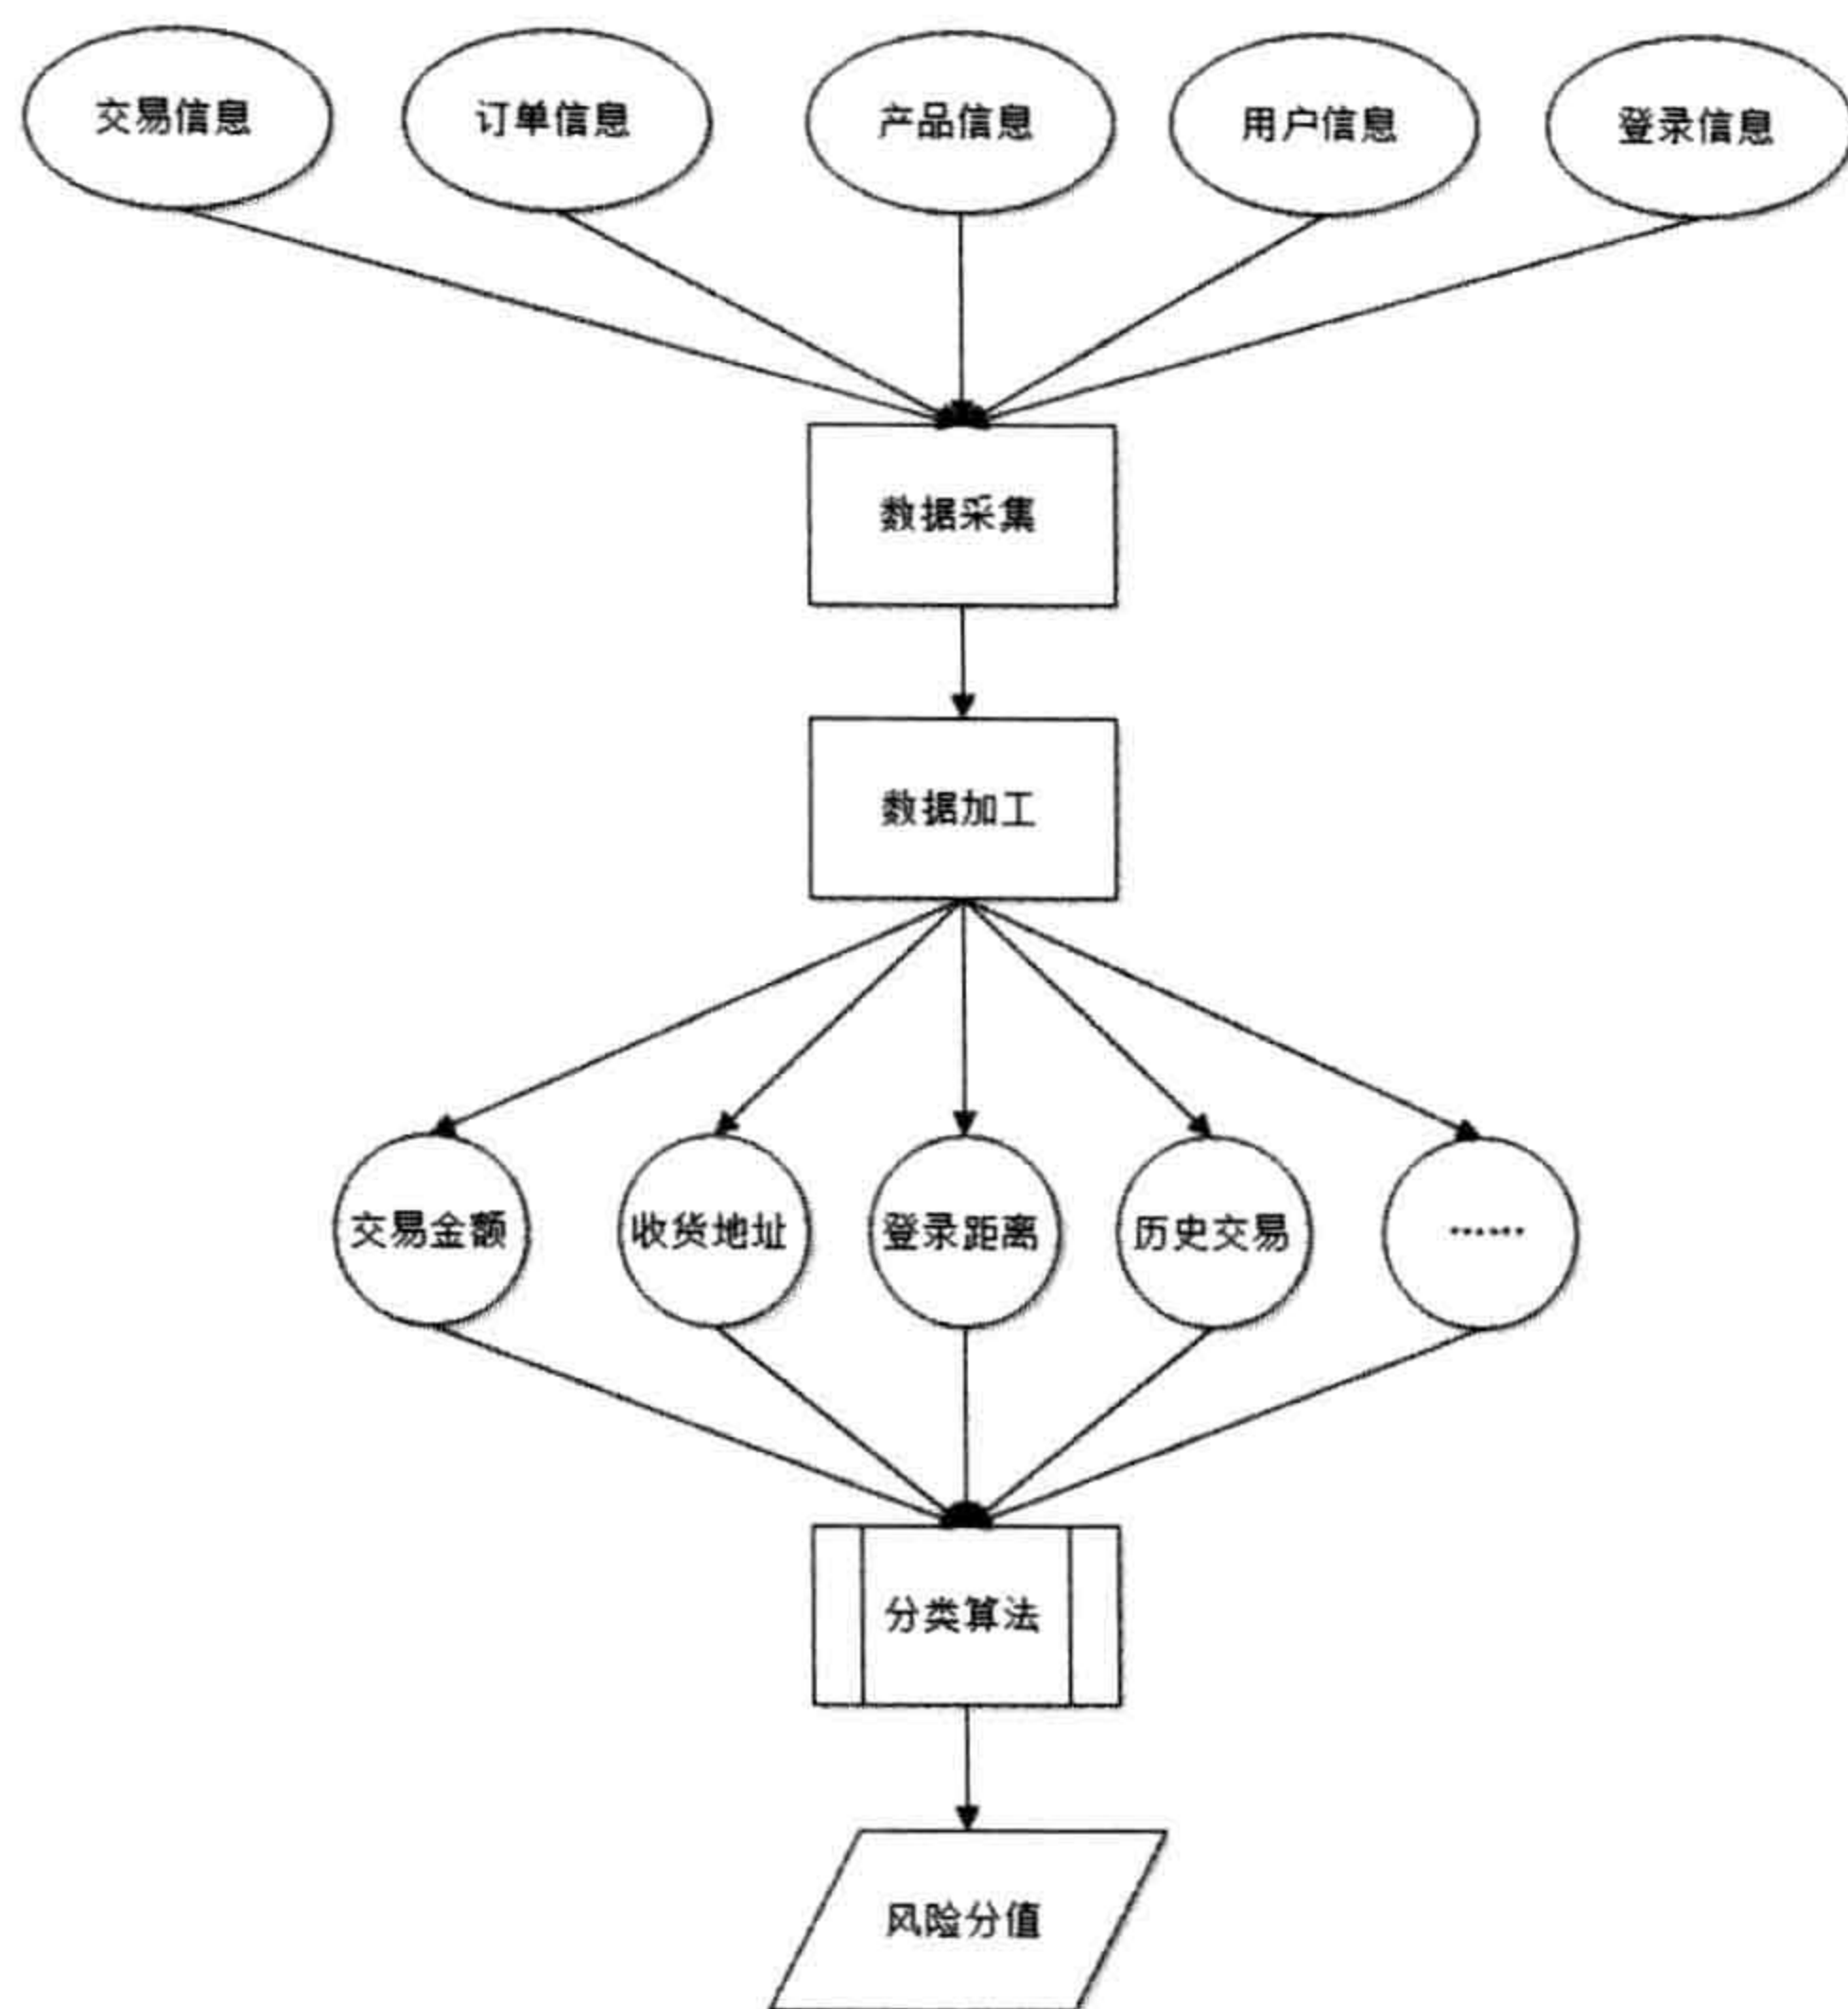 交易信息
订单信息
产品信息
用户信息
登录信息
数据采集
数据加工
交易金额
收货地址
登录距离
历史交易
……
分类算法
风险分值